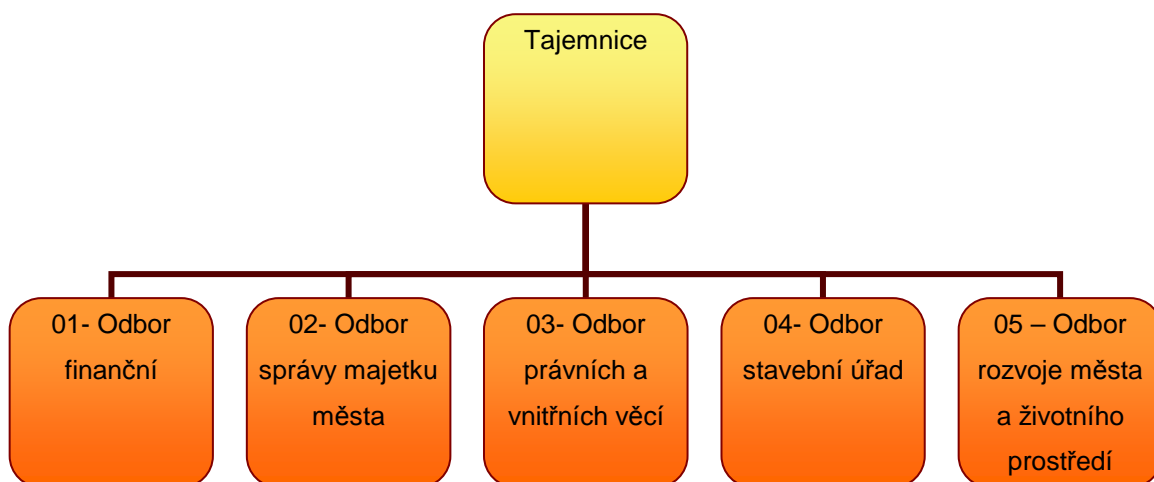 Tajemnice
01- Odbor
finanční
02- Odbor
správy majetku
města
03- Odbor
právních a
vnitřních věcí
04- Odbor
stavební úřad
05 – Odbor
rozvoje města
a životního
prostředí